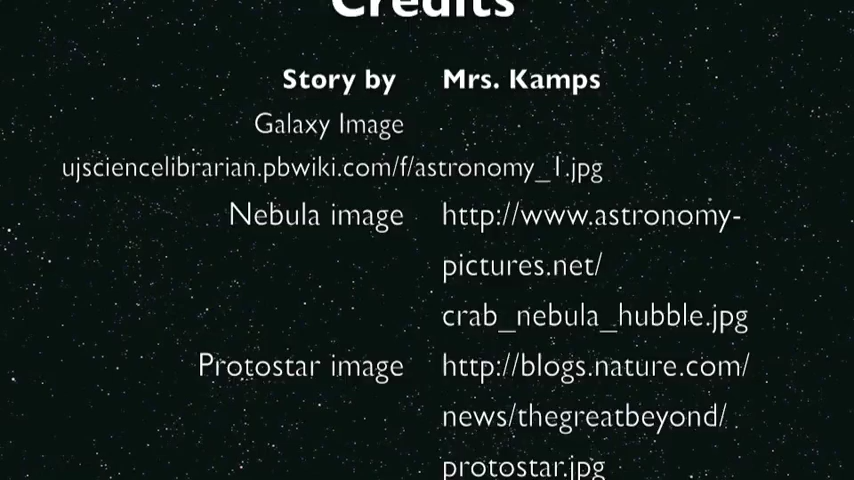 Credits
Story by Mrs. Kamps
Galaxy Image
ujsciencelibrarian.pbwiki.com/f/astronomy_1.jpg
Nebula image http://www.astronomy-
pictures.net/
crab_nebula_hubble.jpg
Protostar image http://blogs.nature.com/
news/thegreatbeyond/
protostar.jpg